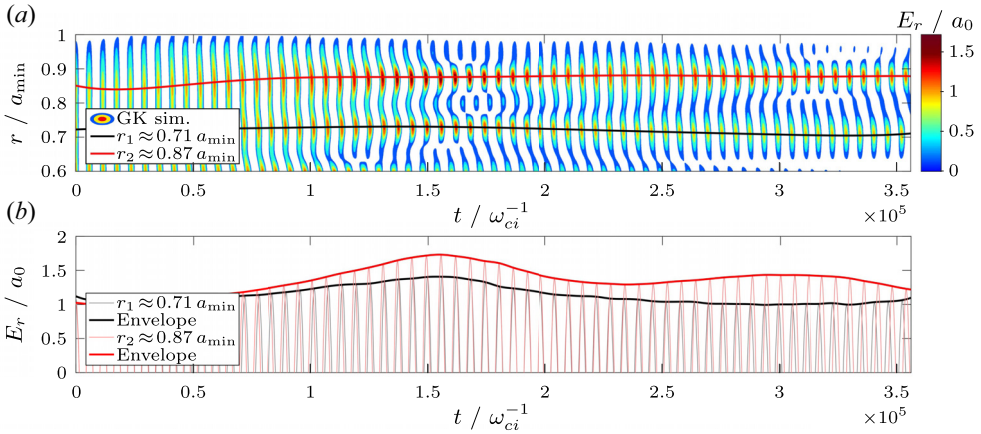 (a)
E_r / a_0
r / a_min
1
0.9
0.8
0.7
0.6
GK sim.
r_1 ≈ 0.71 a_min
r_2 ≈ 0.87 a_min
0 0.5 1 1.5 2 2.5 3 3.5
t / ω_ci^-1
×10^5
1.5
1
0.5
0
(b)
E_r / a_0
2
1.5
1
0.5
0
r_1 ≈ 0.71 a_min
Envelope
r_2 ≈ 0.87 a_min
Envelope
0 0.5 1 1.5 2 2.5 3 3.5
t / ω_ci^-1
×10^5